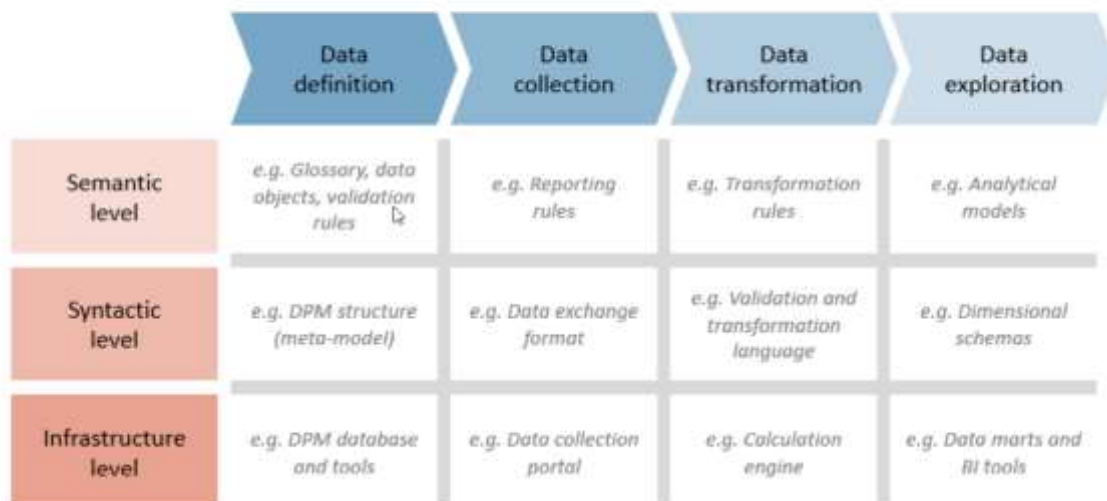 Data
definition
Data
collection
Data
transformation
Data
exploration
Semantic
level
e.g. Glossary, data
objects, validation
rules
e.g. Reporting
rules
e.g. Transformation
rules
e.g. Analytical
models
Syntactic
level
e.g. DPM structure
(meta-model)
e.g. Data exchange
format
e.g. Validation and
transformation
language
e.g. Dimensional
schemas
Infrastructure
level
e.g. DPM database
and tools
e.g. Data collection
portal
e.g. Calculation
engine
e.g. Data marts and
BI tools